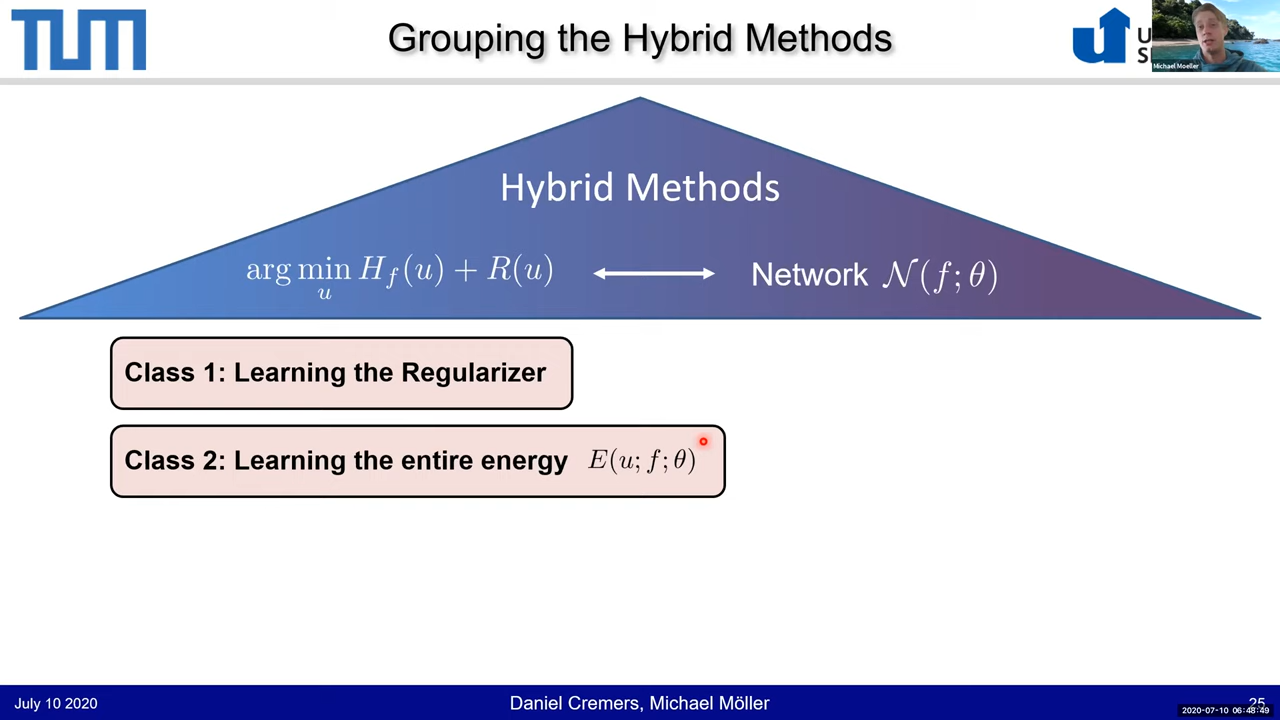 TUM
Grouping the Hybrid Methods
Michael Moeller
Hybrid Methods
arg min_u H_f(u) + R(u)
Network 𝒩(f; θ)
Class 1: Learning the Regularizer
Class 2: Learning the entire energy E(u; f; θ)
July 10 2020
Daniel Cremers, Michael Möller
25
2020-07-10 06:48:49